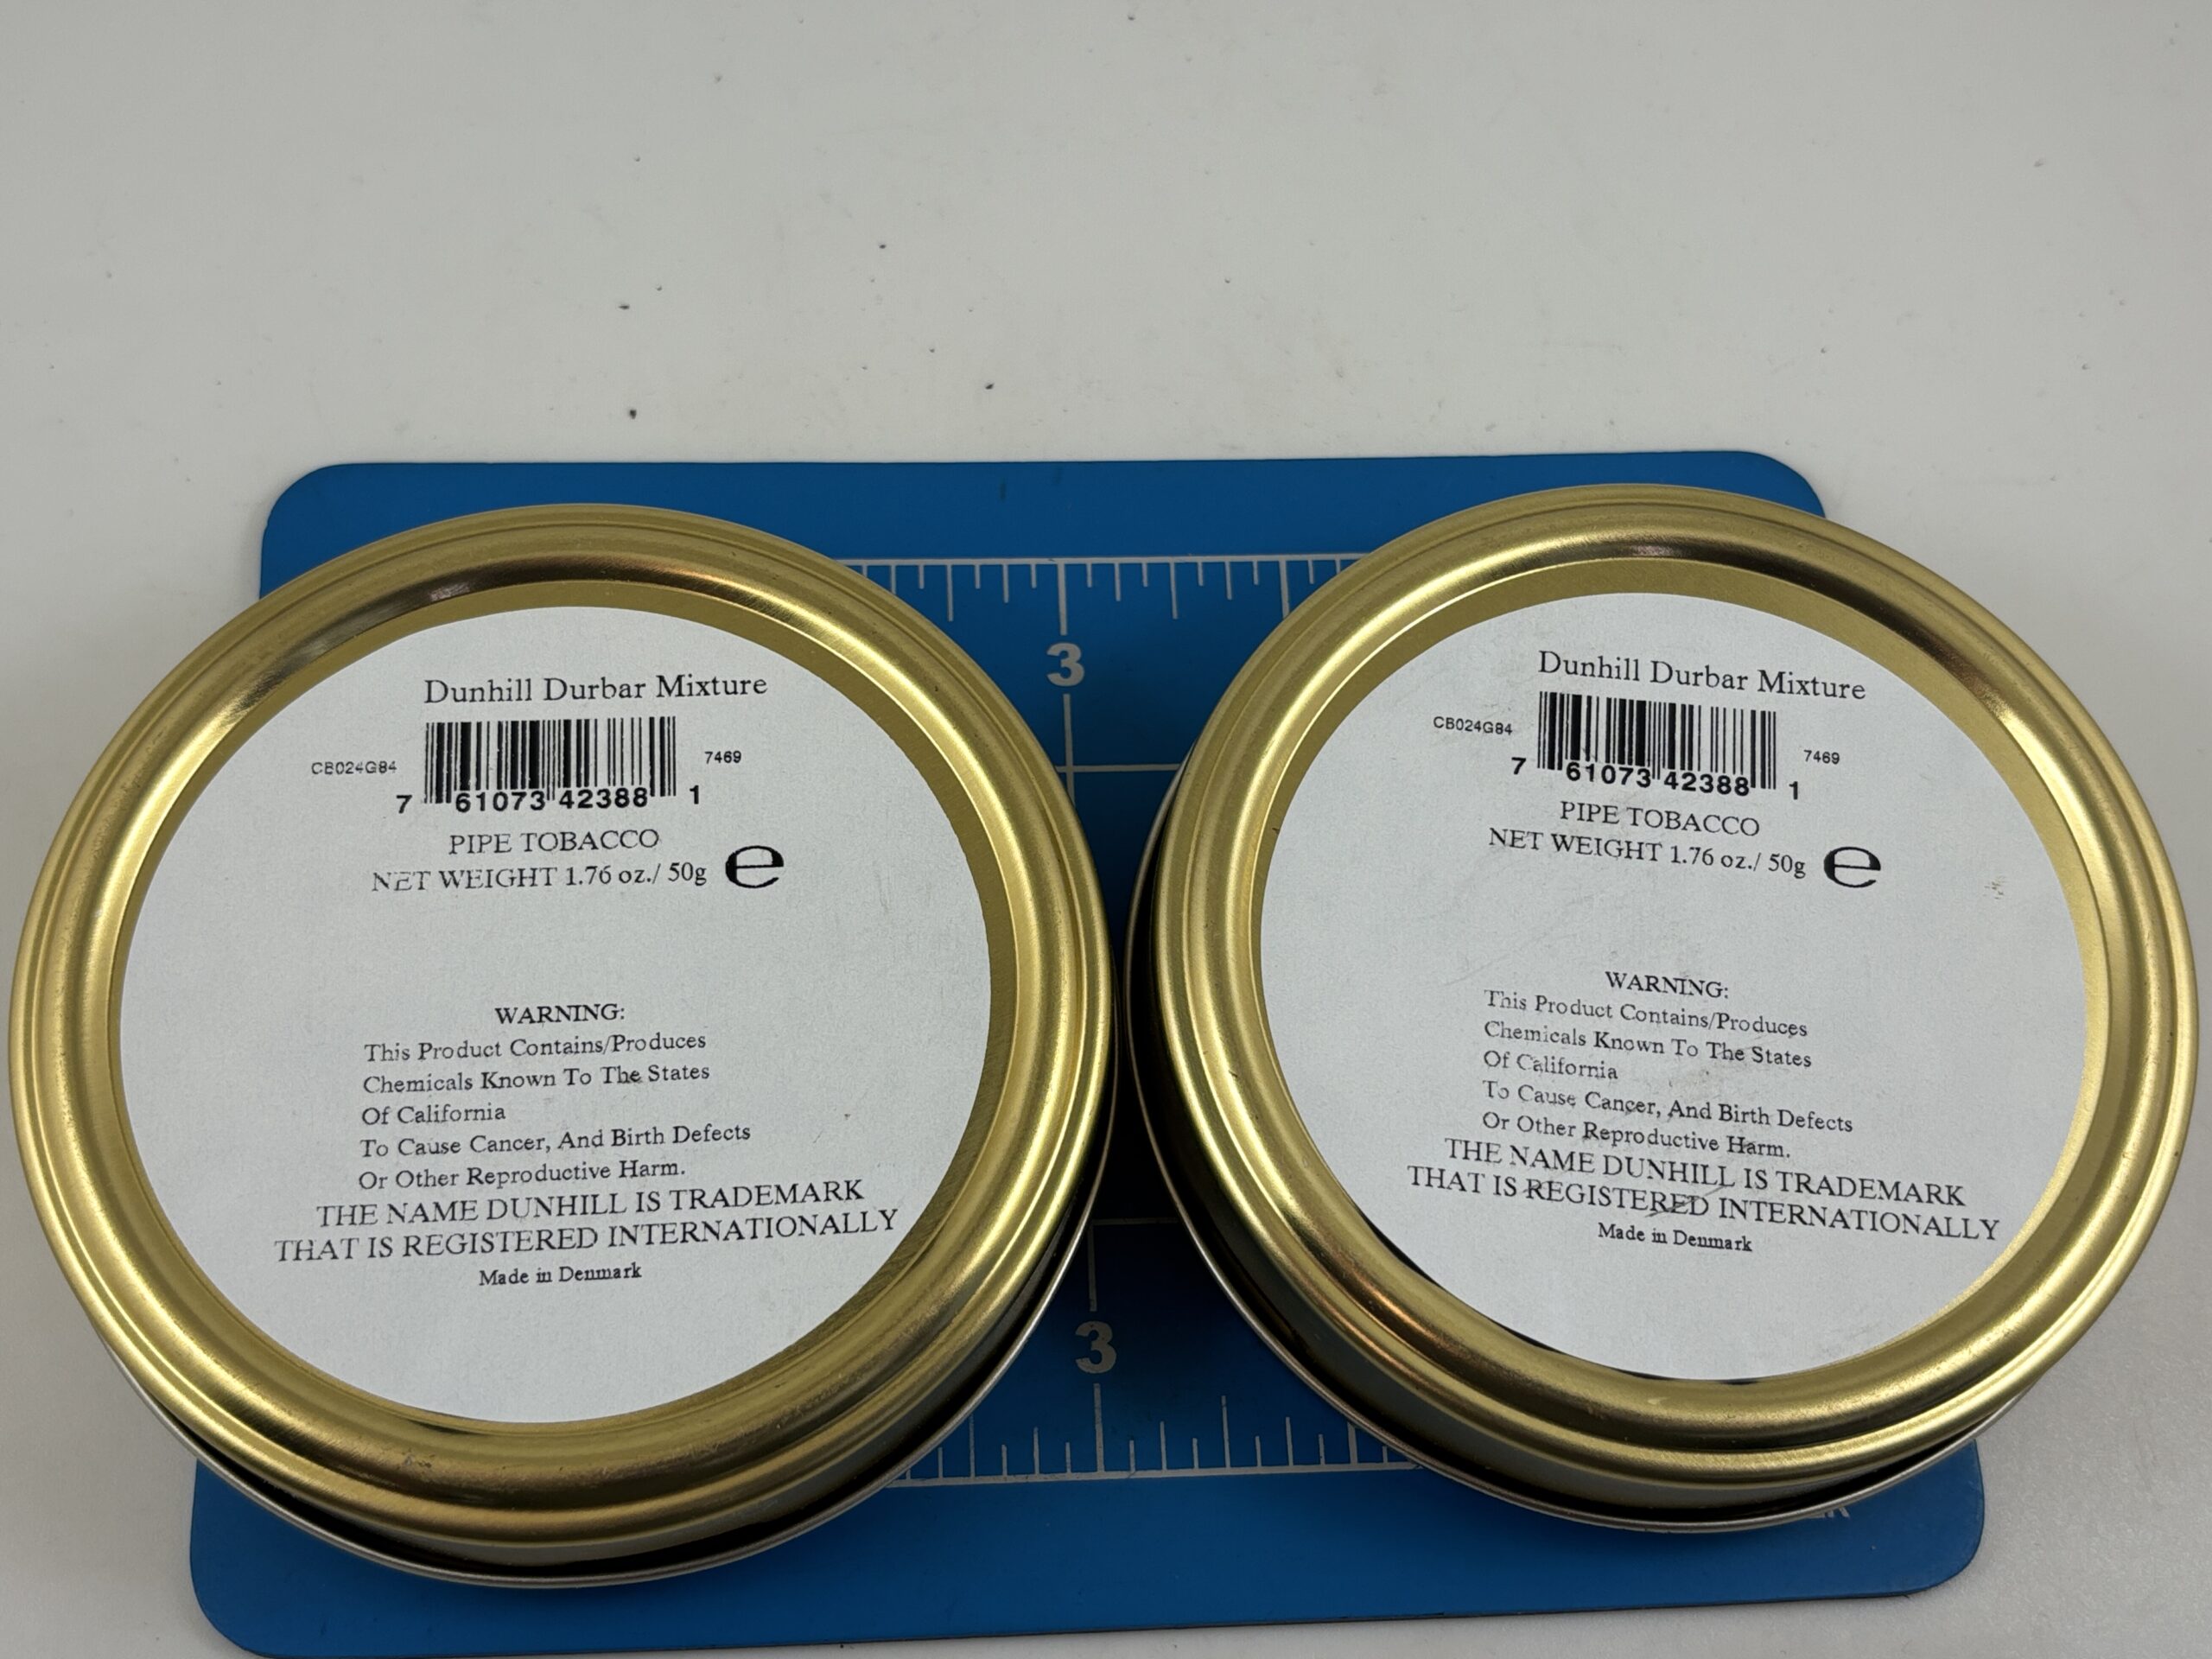 3
Dunhill Durbar Mixture
CB024G84
7469
7 61073 42388 1
PIPE TOBACCO
NET WEIGHT 1.76 oz./ 50g e
WARNING:
This Product Contains/Produces
Chemicals Known To The States
Of California
To Cause Cancer, And Birth Defects
Or Other Reproductive Harm.
THE NAME DUNHILL IS TRADEMARK
THAT IS REGISTERED INTERNATIONALLY
Made in Denmark
Dunhill Durbar Mixture
CB024G84
7469
7 61073 42388 1
PIPE TOBACCO
NET WEIGHT 1.76 oz./ 50g e
WARNING:
This Product Contains/Produces
Chemicals Known To The States
Of California
To Cause Cancer, And Birth Defects
Or Other Reproductive Harm.
THE NAME DUNHILL IS TRADEMARK
THAT IS REGISTERED INTERNATIONALLY
Made in Denmark
3